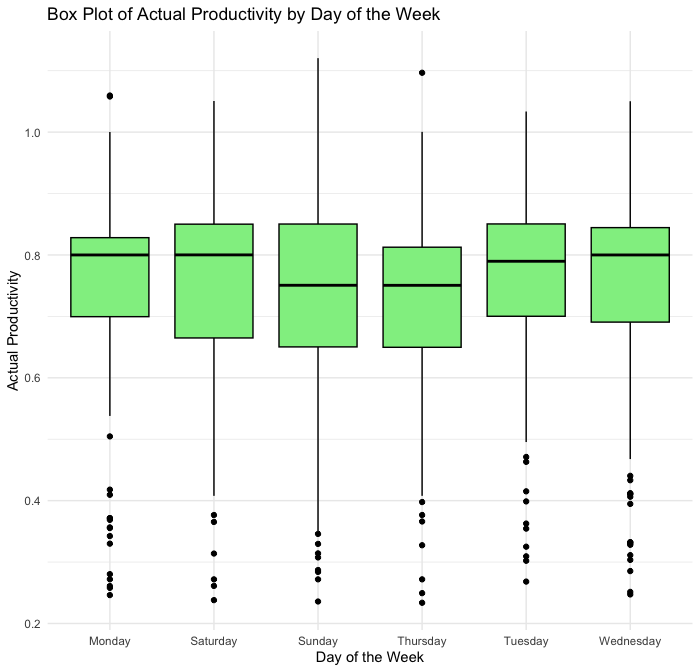 Box Plot of Actual Productivity by Day of the Week
Actual Productivity
1.0
0.8
0.6
0.4
0.2
Monday Saturday Sunday Thursday Tuesday Wednesday
Day of the Week